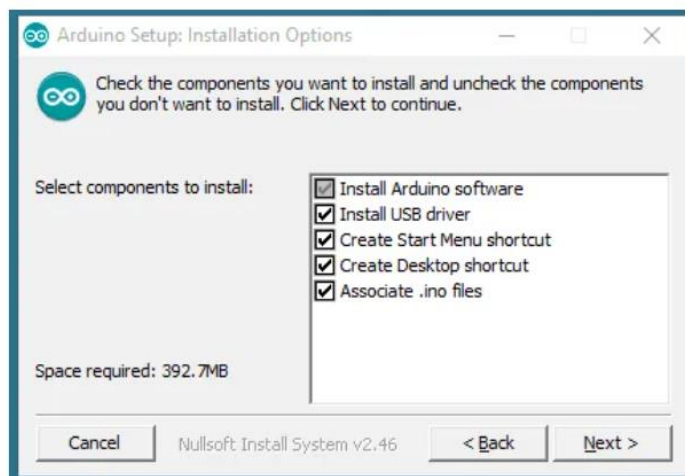 Arduino Setup: Installation Options
Check the components you want to install and uncheck the components
you don't want to install. Click Next to continue.
Select components to install:
Install Arduino software
Install USB driver
Create Start Menu shortcut
Create Desktop shortcut
Associate .ino files
Space required: 392.7MB
Cancel
Nullsoft Install System v2.46
< Back
Next >